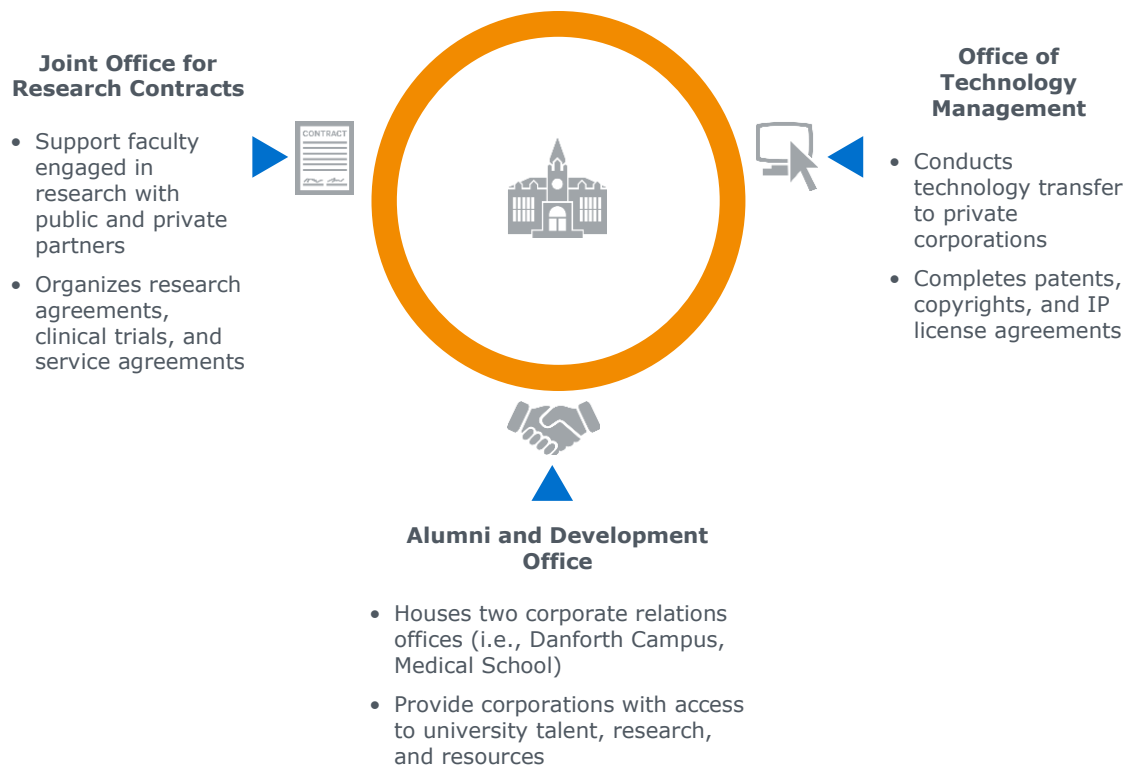 Joint Office for
Research Contracts
• Support faculty
engaged in
research with
public and private
partners
• Organizes research
agreements,
clinical trials, and
service agreements
CONTRACT
Office of
Technology
Management
• Conducts
technology transfer
to private
corporations
• Completes patents,
copyrights, and IP
license agreements
Alumni and Development
Office
• Houses two corporate relations
offices (i.e., Danforth Campus,
Medical School)
• Provide corporations with access
to university talent, research,
and resources